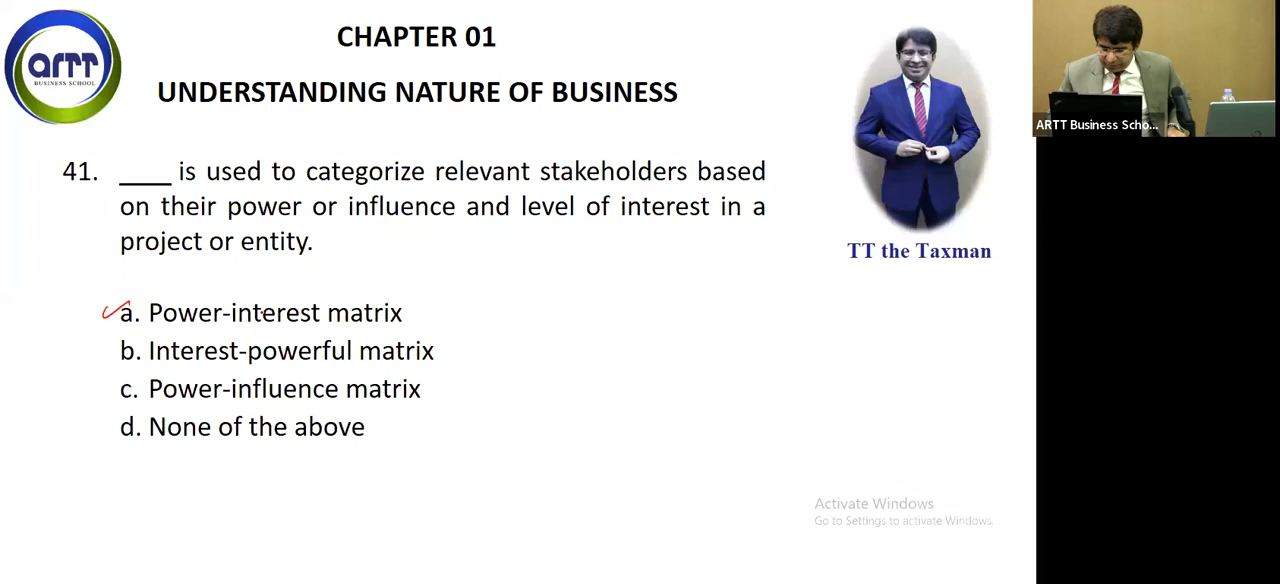 CHAPTER 01
UNDERSTANDING NATURE OF BUSINESS
ARTT
BUSINESS SCHOOL
41. ____ is used to categorize relevant stakeholders based
on their power or influence and level of interest in a
project or entity.
a. Power-interest matrix
b. Interest-powerful matrix
c. Power-influence matrix
d. None of the above
TT the Taxman
ARTT Business Scho...
Activate Windows
Go to Settings to activate Windows.